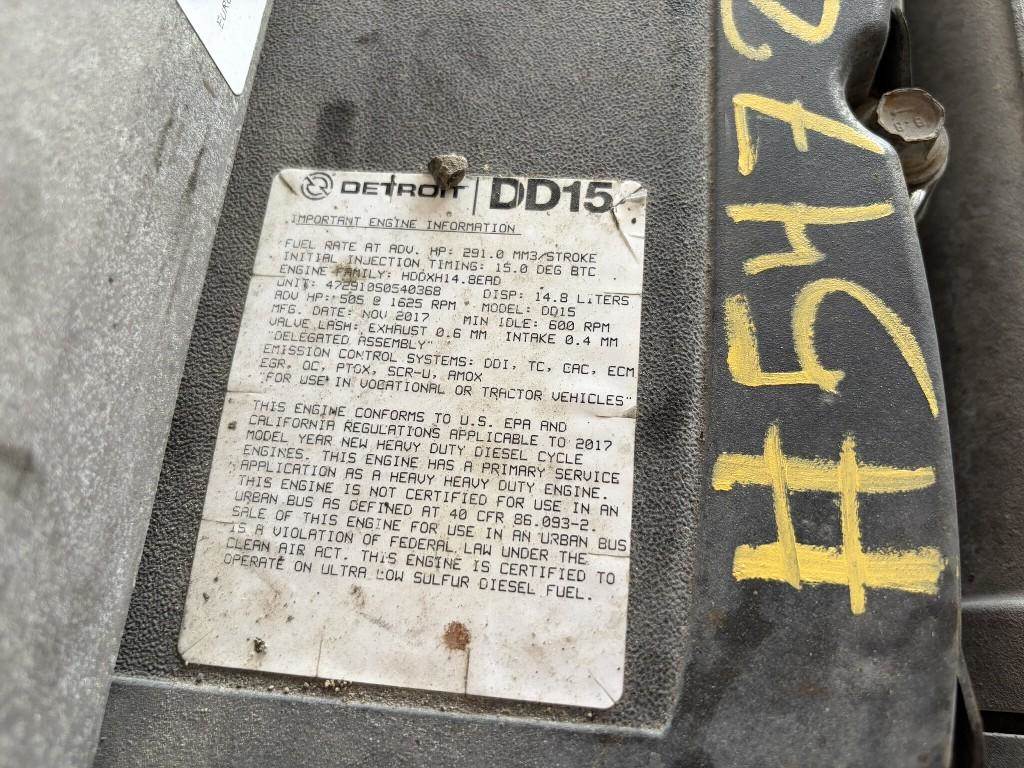 DETROIT DD15
IMPORTANT ENGINE INFORMATION
FUEL RATE AT ADV. HP: 291.0 MM3/STROKE
INITIAL INJECTION TIMING: 15.0 DEG BTC
ENGINE FAMILY: HDDXH14.8EAD
UNIT: 47291050540368 DISP: 14.8 LITERS
ADV HP: 505 @ 1625 RPM MODEL: DD15
MFG. DATE: NOV 2017 MIN IDLE: 600 RPM
VALVE LASH: EXHAUST 0.6 MM INTAKE 0.4 MM
"DELEGATED ASSEMBLY"
EMISSION CONTROL SYSTEMS: DDI, TC, CAC, ECM
EGR, OC, PTOX, SCR-U, AMOX
"FOR USE IN VOCATIONAL OR TRACTOR VEHICLES"
THIS ENGINE CONFORMS TO U.S. EPA AND
CALIFORNIA REGULATIONS APPLICABLE TO 2017
MODEL YEAR NEW HEAVY DUTY DIESEL CYCLE
ENGINES. THIS ENGINE HAS A PRIMARY SERVICE
APPLICATION AS A HEAVY HEAVY DUTY ENGINE.
THIS ENGINE IS NOT CERTIFIED FOR USE IN AN
URBAN BUS AS DEFINED AT 40 CFR 86.093-2.
SALE OF THIS ENGINE FOR USE IN AN URBAN BUS
IS A VIOLATION OF FEDERAL LAW UNDER THE
CLEAN AIR ACT. THIS ENGINE IS CERTIFIED TO
OPERATE ON ULTRA LOW SULFUR DIESEL FUEL.
#5472